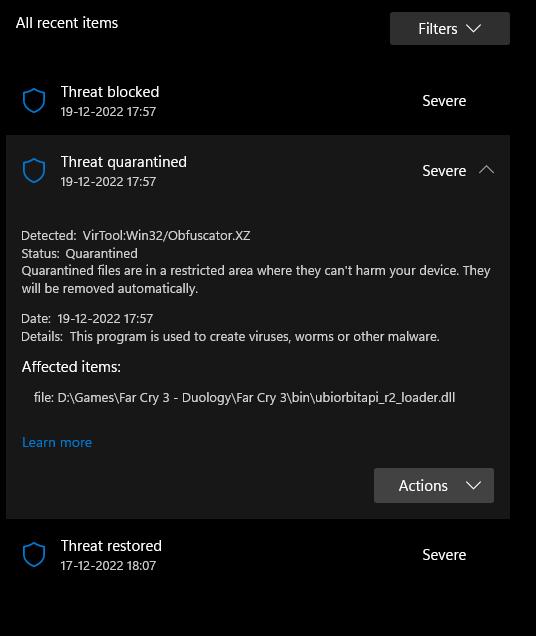 All recent items
Filters
Threat blocked
19-12-2022 17:57
Severe
Threat quarantined
19-12-2022 17:57
Severe
Detected: VirTool:Win32/Obfuscator.XZ
Status: Quarantined
Quarantined files are in a restricted area where they can't harm your device. They
will be removed automatically.
Date: 19-12-2022 17:57
Details: This program is used to create viruses, worms or other malware.
Affected items:
file: D:\Games\Far Cry 3 - Duology\Far Cry 3\bin\ubiorbitapi_r2_loader.dll
Learn more
Actions
Threat restored
17-12-2022 18:07
Severe